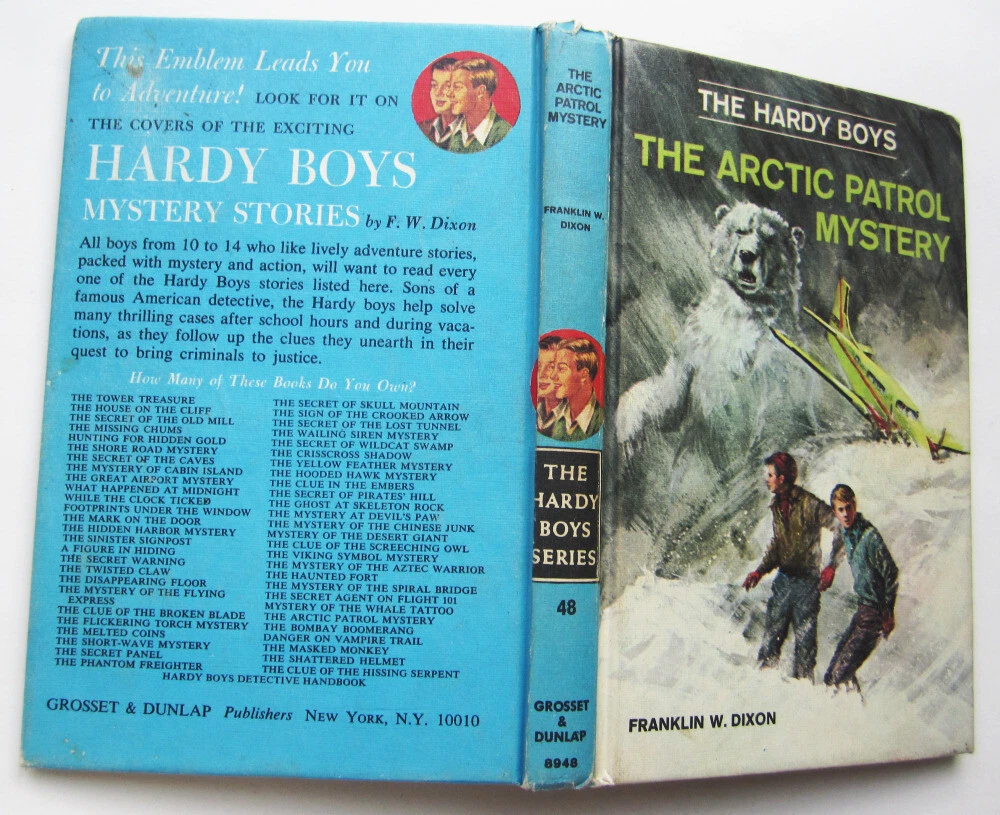 This Emblem Leads You
to Adventure! LOOK FOR IT ON
THE COVERS OF THE EXCITING
HARDY BOYS
MYSTERY STORIES by F. W. Dixon
All boys from 10 to 14 who like lively adventure stories,
packed with mystery and action, will want to read every
one of the Hardy Boys stories listed here. Sons of a
famous American detective, the Hardy boys help solve
many thrilling cases after school hours and during vaca-
tions, as they follow up the clues they unearth in their
quest to bring criminals to justice.
How Many of These Books Do You Own?
THE TOWER TREASURE
THE HOUSE ON THE CLIFF
THE SECRET OF THE OLD MILL
THE MISSING CHUMS
HUNTING FOR HIDDEN GOLD
THE SHORE ROAD MYSTERY
THE SECRET OF THE CAVES
THE MYSTERY OF CABIN ISLAND
THE GREAT AIRPORT MYSTERY
WHAT HAPPENED AT MIDNIGHT
WHILE THE CLOCK TICKED
FOOTPRINTS UNDER THE WINDOW
THE MARK ON THE DOOR
THE HIDDEN HARBOR MYSTERY
THE SINISTER SIGNPOST
A FIGURE IN HIDING
THE SECRET WARNING
THE TWISTED CLAW
THE DISAPPEARING FLOOR
THE MYSTERY OF THE FLYING
EXPRESS
THE CLUE OF THE BROKEN BLADE
THE FLICKERING TORCH MYSTERY
THE MELTED COINS
THE SHORT-WAVE MYSTERY
THE SECRET PANEL
THE PHANTOM FREIGHTER
THE SECRET OF SKULL MOUNTAIN
THE SIGN OF THE CROOKED ARROW
THE SECRET OF THE LOST TUNNEL
THE WAILING SIREN MYSTERY
THE SECRET OF WILDCAT SWAMP
THE CRISSCROSS SHADOW
THE YELLOW FEATHER MYSTERY
THE HOODED HAWK MYSTERY
THE CLUE IN THE EMBERS
THE SECRET OF PIRATES' HILL
THE GHOST AT SKELETON ROCK
THE MYSTERY AT DEVIL'S PAW
THE MYSTERY OF THE CHINESE JUNK
MYSTERY OF THE DESERT GIANT
THE CLUE OF THE SCREECHING OWL
THE VIKING SYMBOL MYSTERY
THE MYSTERY OF THE AZTEC WARRIOR
THE HAUNTED FORT
THE MYSTERY OF THE SPIRAL BRIDGE
THE SECRET AGENT ON FLIGHT 101
MYSTERY OF THE WHALE TATTOO
THE ARCTIC PATROL MYSTERY
THE BOMBAY BOOMERANG
DANGER ON VAMPIRE TRAIL
THE MASKED MONKEY
THE SHATTERED HELMET
THE CLUE OF THE HISSING SERPENT
HARDY BOYS DETECTIVE HANDBOOK
GROSSET & DUNLAP Publishers NEW YORK, N.Y. 10010
THE
ARCTIC
PATROL
MYSTERY
FRANKLIN W.
DIXON
THE
HARDY
BOYS
SERIES
48
GROSSET
&
DUNLAP
8948
THE HARDY BOYS
THE ARCTIC PATROL
MYSTERY
FRANKLIN W. DIXON